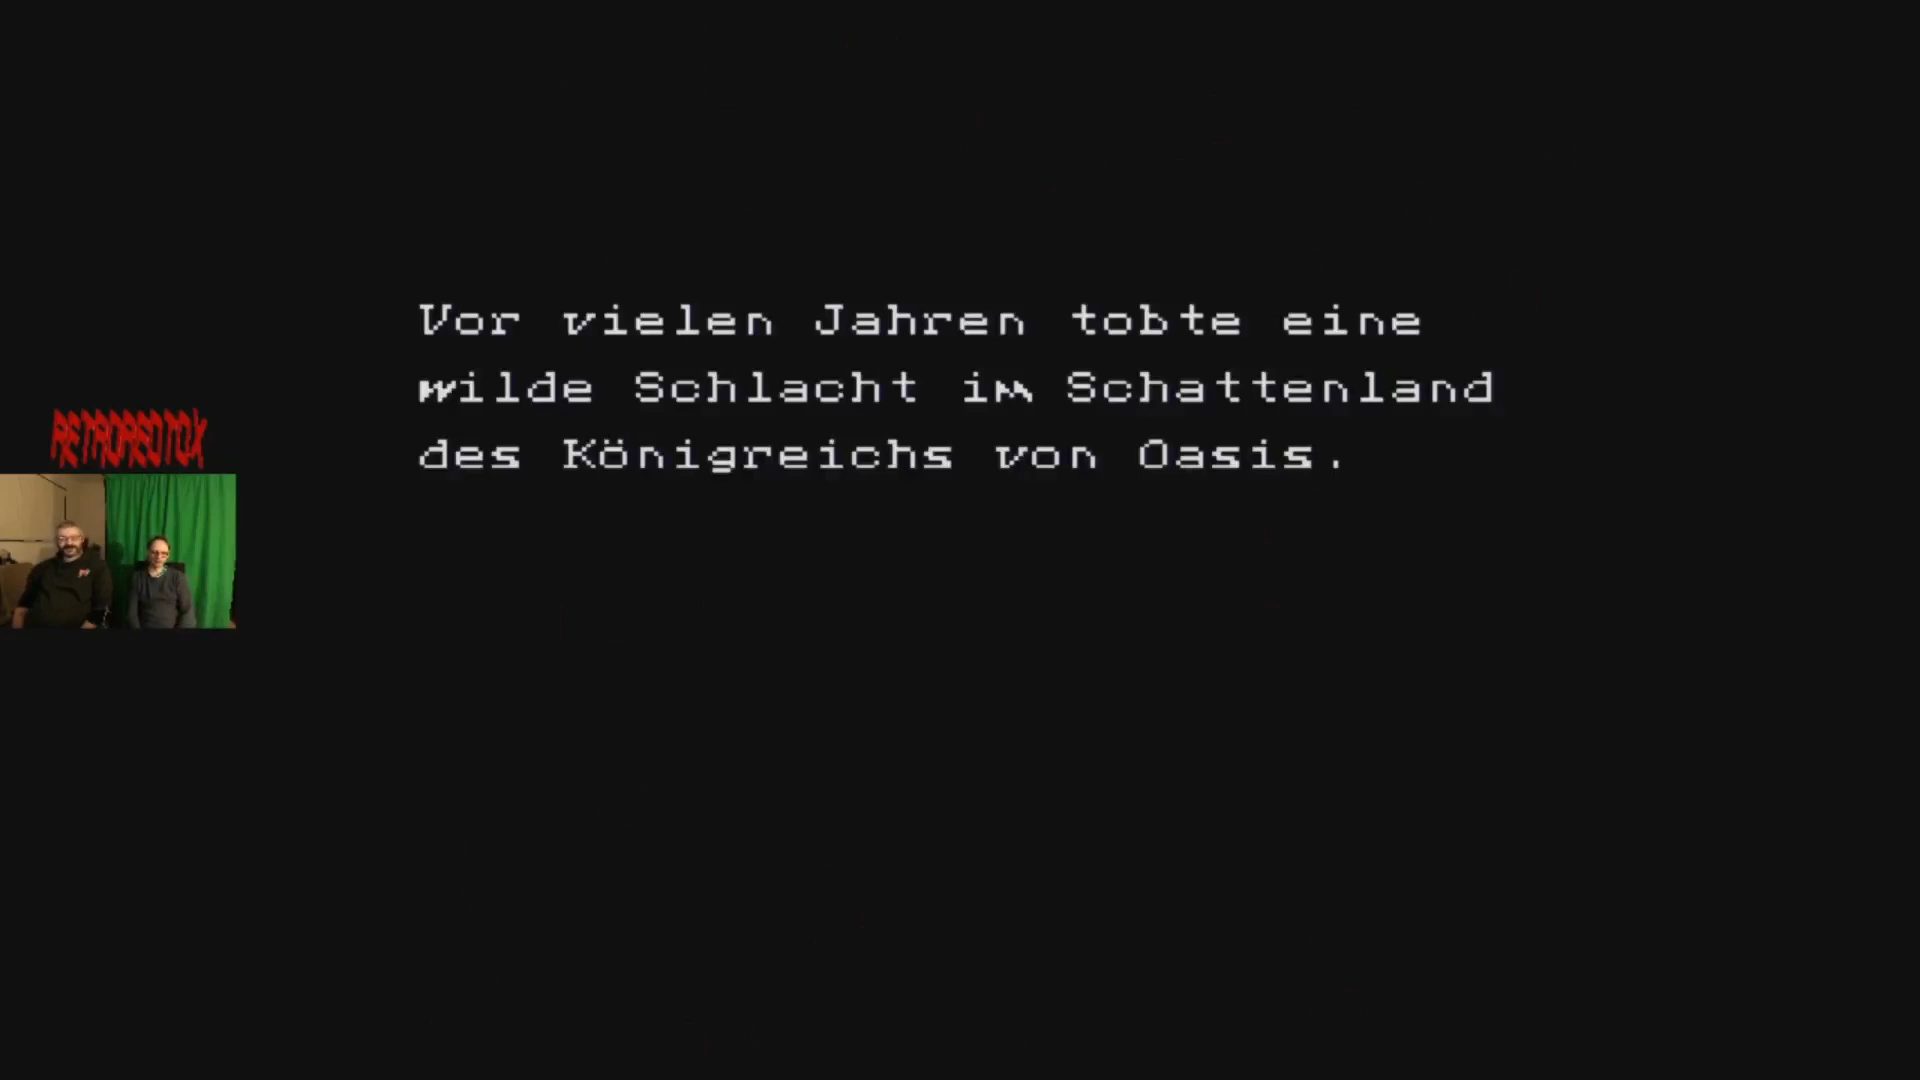 Vor vielen Jahren tobte eine
wilde Schlacht im Schattenland
des Königreichs von Oasis.
RETROREDTOX